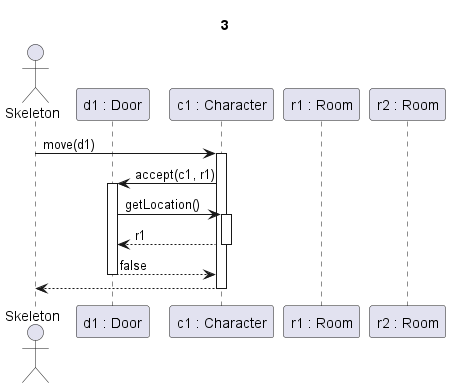 3
Skeleton
d1 : Door
c1 : Character
r1 : Room
r2 : Room
move(d1)
accept(c1, r1)
getLocation()
r1
false
Skeleton
d1 : Door
c1 : Character
r1 : Room
r2 : Room